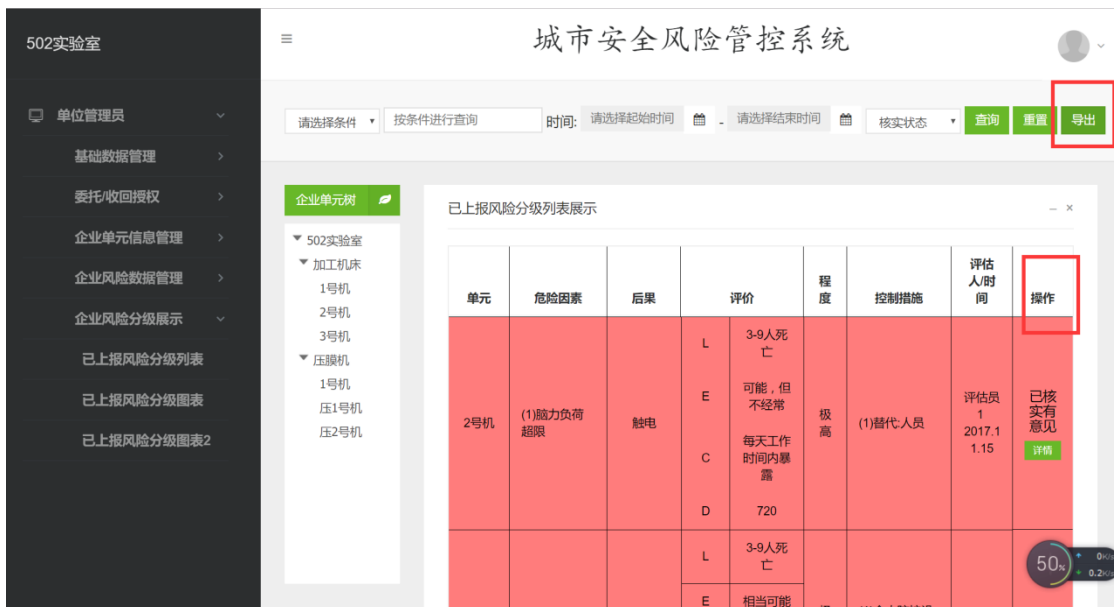 502实验室
城市安全风险管控系统
单位管理员
基础数据管理
委托/收回授权
企业单元信息管理
企业风险数据管理
企业风险分级展示
已上报风险分级列表
已上报风险分级图表
已上报风险分级图表2
请选择条件 按条件进行查询 时间: 请选择起始时间 - 请选择结束时间 核实状态 查询 重置 导出
企业单元树
502实验室
加工机床
1号机
2号机
3号机
压膜机
1号机
压1号机
压2号机
已上报风险分级列表展示
单元 危险因素 后果 评价 程度 控制措施 评估人/时间 操作
2号机
(1)脑力负荷
超限
触电
L 3-9人死
亡
E 可能，但
不经常
C 每天工作
时间内暴
露
D 720
极
高
(1)替代:人员
评估员
1
2017.1
1.15
已核
实有
意见
详情
L 3-9人死
亡
E 相当可能
50%
0K/s
0.2K/s